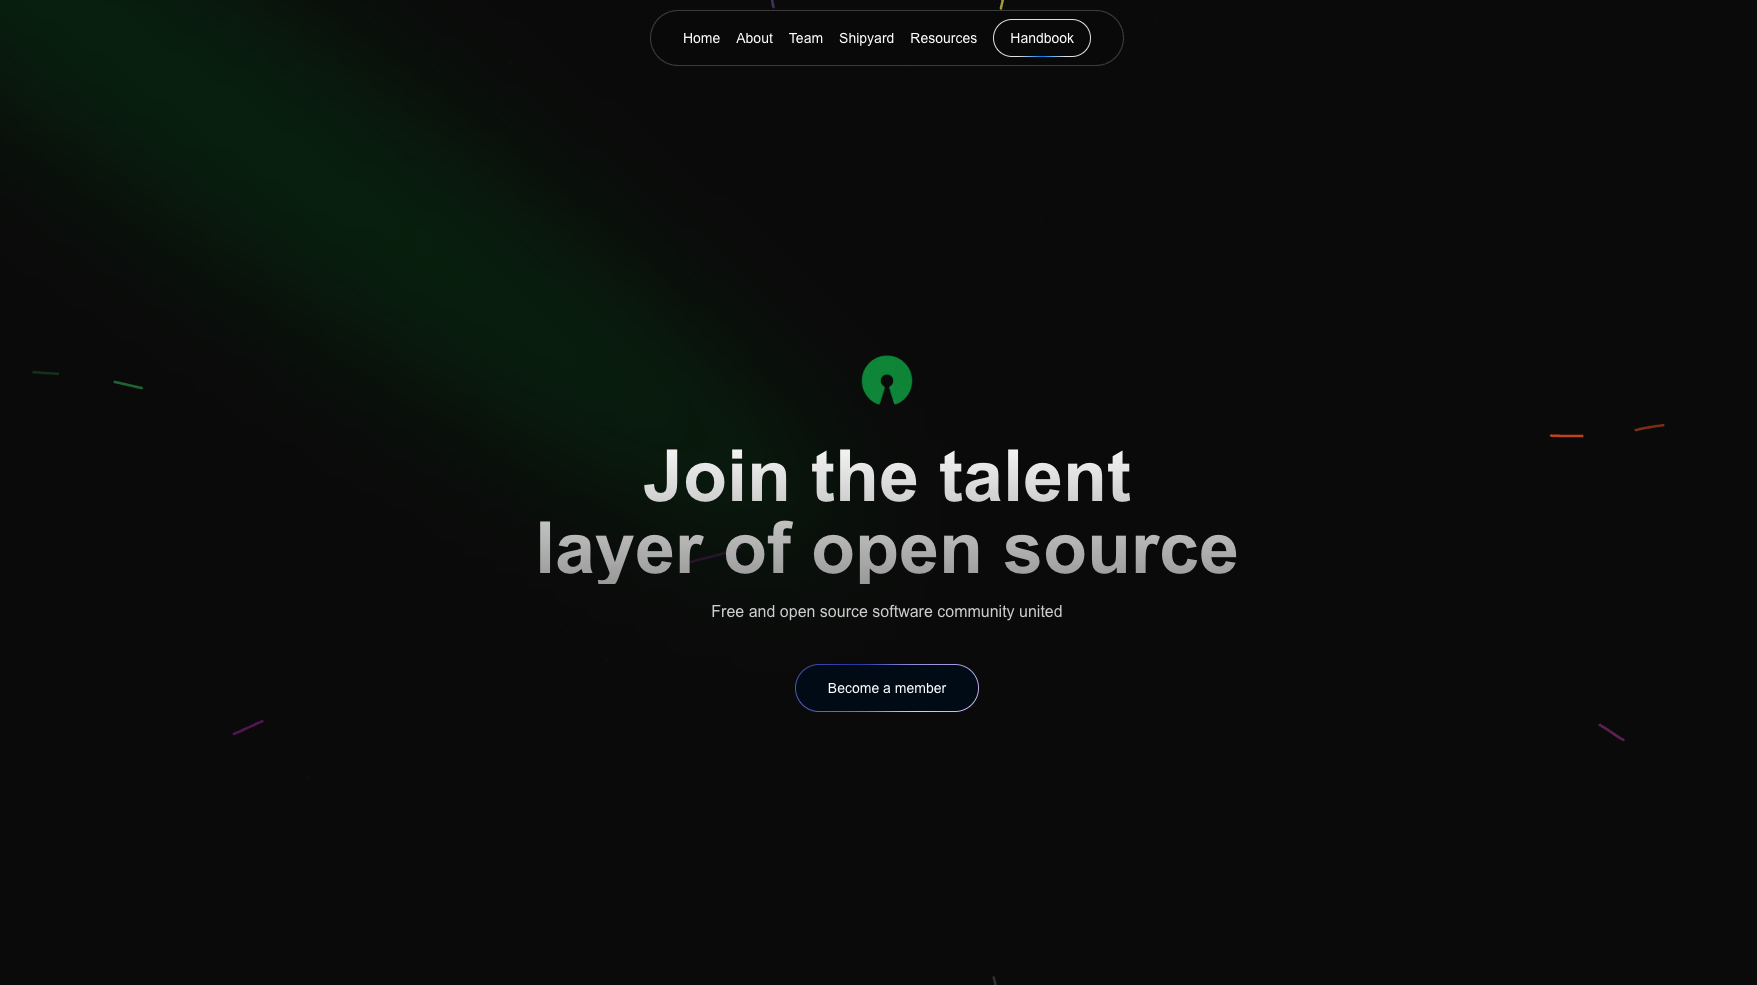 Home About Team Shipyard Resources Handbook
Join the talent
layer of open source
Free and open source software community united
Become a member